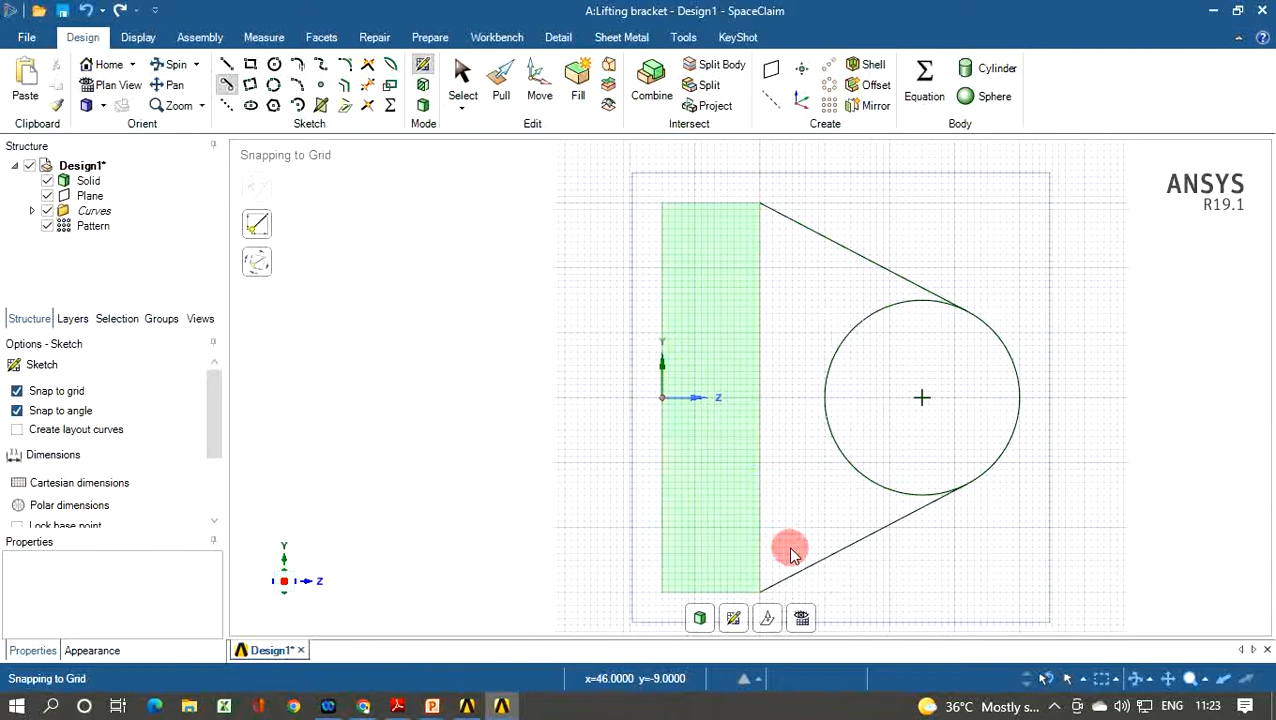 A:Lifting bracket - Design1 - SpaceClaim
File Design Display Assembly Measure Facets Repair Prepare Workbench Detail Sheet Metal Tools KeyShot
Home Spin Shell Split Body Cylinder
Plan View Pan Split Offset
Paste Zoom Select Pull Move Fill Combine Project Mirror Equation Sphere
Clipboard Orient Sketch Mode Edit Intersect Create Body
Structure
Design1*
Solid
Plane
Curves
Pattern
Structure Layers Selection Groups Views
Options - Sketch
Sketch
Snap to grid
Snap to angle
Create layout curves
Dimensions
Cartesian dimensions
Polar dimensions
Lock base point
Properties
Properties Appearance
Snapping to Grid
ANSYS
R19.1
Y
Z
Y
Z
Design1*
Snapping to Grid x=46.0000 y=-9.0000
36°C Mostly s... ENG 11:23